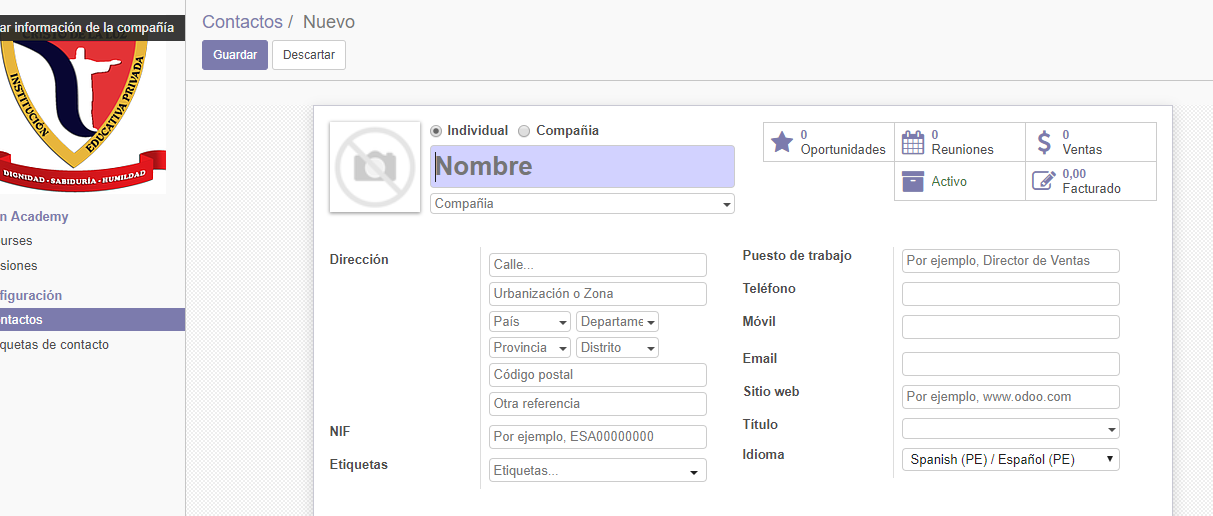 ar información de la compañía
INSTITUCIÓN
EDUCATIVA PRIVADA
DIGNIDAD - SABIDURÍA - HUMILDAD
n Academy
urses
siones
figuración
ntactos
quetas de contacto
Contactos / Nuevo
Guardar Descartar
Individual Compañia
Nombre
Compañia
0 Oportunidades
0 Reuniones
0 Ventas
Activo
0,00 Facturado
Dirección
Calle...
Urbanización o Zona
País Departame
Provincia Distrito
Código postal
Otra referencia
NIF Por ejemplo, ESA00000000
Etiquetas Etiquetas...
Puesto de trabajo Por ejemplo, Director de Ventas
Teléfono
Móvil
Email
Sitio web Por ejemplo, www.odoo.com
Título
Idioma Spanish (PE) / Español (PE)